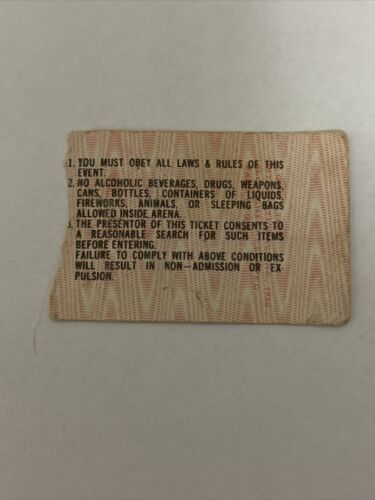 1. YOU MUST OBEY ALL LAWS & RULES OF THIS
EVENT.
2. NO ALCOHOLIC BEVERAGES, DRUGS, WEAPONS,
CANS, BOTTLES, CONTAINERS OF LIQUIDS,
FIREWORKS, ANIMALS, OR SLEEPING BAGS
ALLOWED INSIDE ARENA.
. THE PRESENTOR OF THIS TICKET CONSENTS TO
A REASONABLE SEARCH FOR SUCH ITEMS
BEFORE ENTERING.
FAILURE TO COMPLY WITH ABOVE CONDITIONS
WILL RESULT IN NON—ADMISSION OR EX-
PULSION.